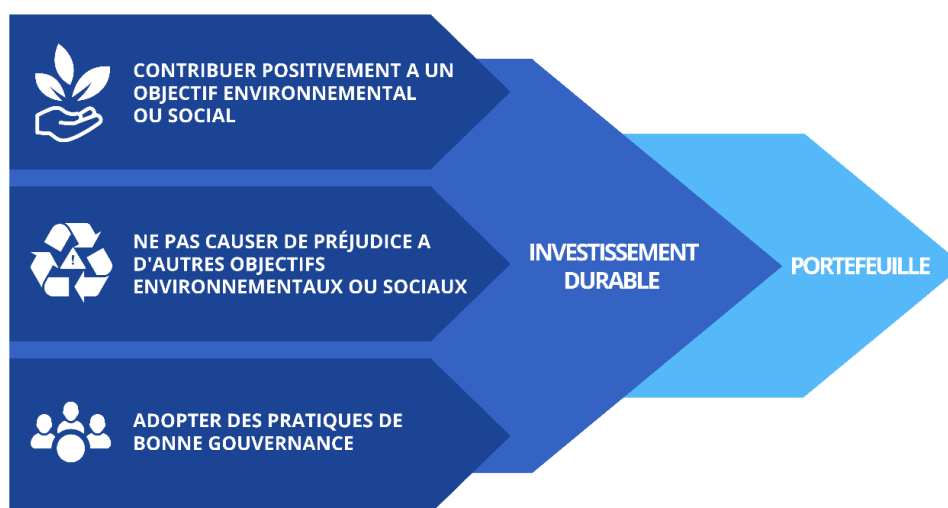 CONTRIBUER POSITIVEMENT A UN
OBJECTIF ENVIRONNEMENTAL
OU SOCIAL
NE PAS CAUSER DE PRÉJUDICE A
D'AUTRES OBJECTIFS
ENVIRONNEMENTAUX OU SOCIAUX
ADOPTER DES PRATIQUES DE
BONNE GOUVERNANCE
INVESTISSEMENT
DURABLE
PORTEFEUILLE